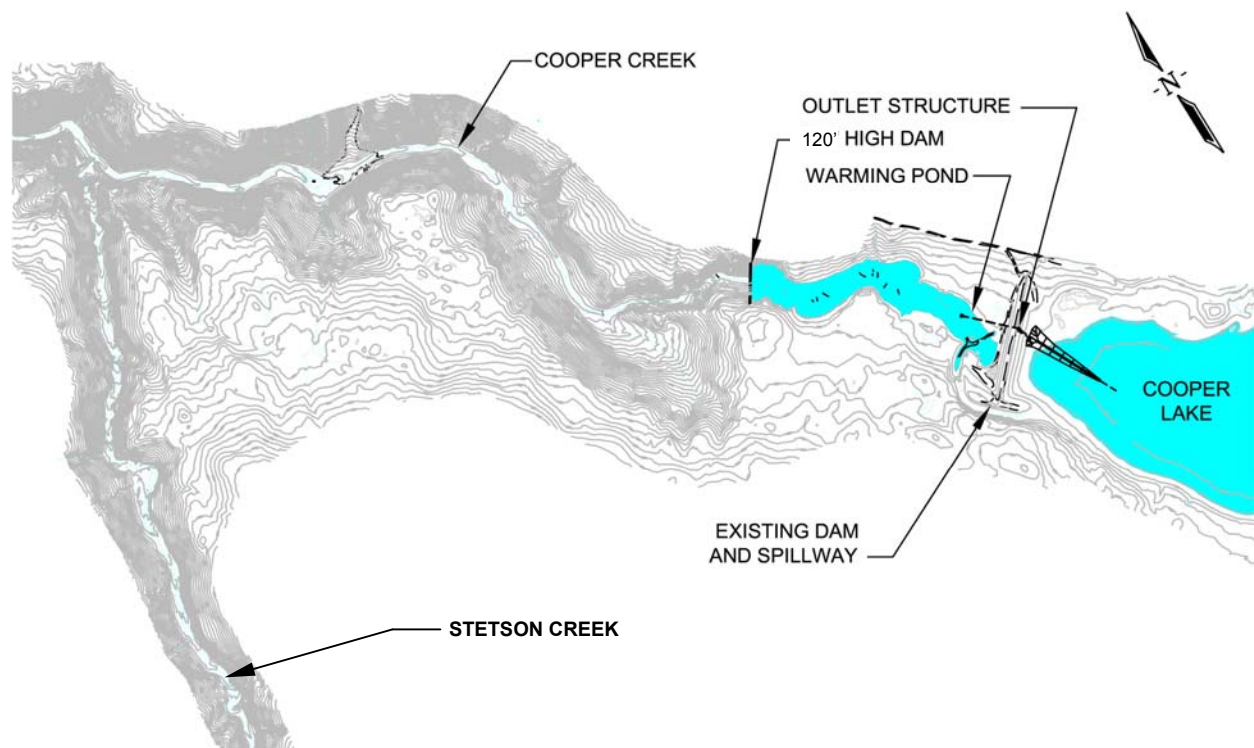 COOPER CREEK
N
OUTLET STRUCTURE
120' HIGH DAM
WARMING POND
COOPER
LAKE
EXISTING DAM
AND SPILLWAY
STETSON CREEK